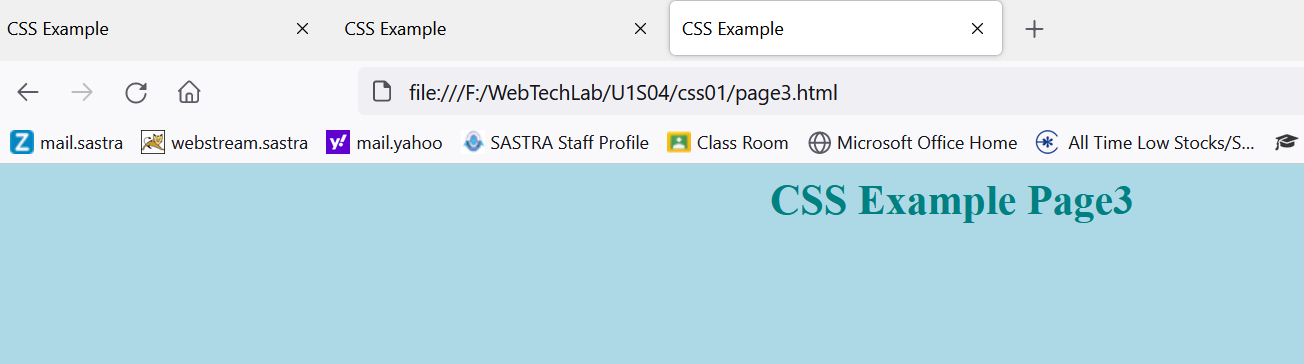 CSS Example CSS Example CSS Example
file:///F:/WebTechLab/U1S04/css01/page3.html
mail.sastra webstream.sastra mail.yahoo SASTRA Staff Profile Class Room Microsoft Office Home All Time Low Stocks/S...
CSS Example Page3